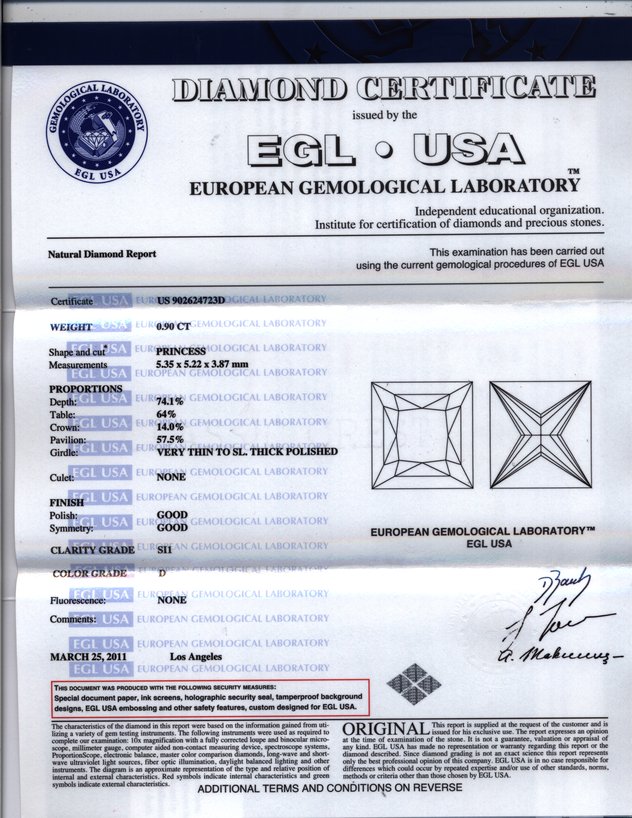 GEMOLOGICAL LABORATORY
EGL USA
DIAMOND CERTIFICATE
issued by the
EGL • USA
EUROPEAN GEMOLOGICAL LABORATORY™
Independent educational organization.
Institute for certification of diamonds and precious stones.
Natural Diamond Report
This examination has been carried out
using the current gemological procedures of EGL USA
Certificate US 902624723D
WEIGHT 0.90 CT
Shape and cut PRINCESS
Measurements 5.35 x 5.22 x 3.87 mm
PROPORTIONS
Depth: 74.1%
Table: 64%
Crown: 14.0%
Pavilion: 57.5%
Girdle: VERY THIN TO SL. THICK POLISHED
Culet: NONE
FINISH
Polish: GOOD
Symmetry: GOOD
CLARITY GRADE SI1
COLOR GRADE D
Fluorescence: NONE
Comments:
MARCH 25, 2011 Los Angeles
EUROPEAN GEMOLOGICAL LABORATORY™
EGL USA
THIS DOCUMENT WAS PRODUCED WITH THE FOLLOWING SECURITY MEASURES:
Special document paper, ink screens, holographic security seal, tamperproof background
designs, EGL USA embossing and other safety features, custom designed for EGL USA.
The characteristics of the diamond in this report were based on the information gained from uti-
lizing a variety of gem testing instruments. The following instruments were used as required to
complete our examination: 10x magnification with a fully corrected loupe and binocular micro-
scope, millimeter gauge, computer aided non-contact measuring device, spectroscope systems,
ProportionScope, electronic balance, master color comparison diamonds, long-wave and short-
wave ultraviolet light sources, fiber optic illumination, daylight balanced lighting and other
instruments. The diagram is an approximate representation of the type and relative position of
internal and external characteristics. Red symbols indicate internal characteristics and green
symbols indicate external characteristics.
ORIGINAL This report is supplied at the request of the customer and is
issued for his exclusive use. The report expresses an opinion
at the time of examination of the stone. It is not a guarantee, valuation or appraisal of
any kind. EGL USA has made no representation or warranty regarding this report or the
diamond described. Since diamond grading is not an exact science this report represents
only the best professional opinion of this company. EGL USA is in no case responsible for
differences which could occur by repeated expertise and/or use of other standards, norms,
methods or criteria other than those chosen by EGL USA.
ADDITIONAL TERMS AND CONDITIONS ON REVERSE